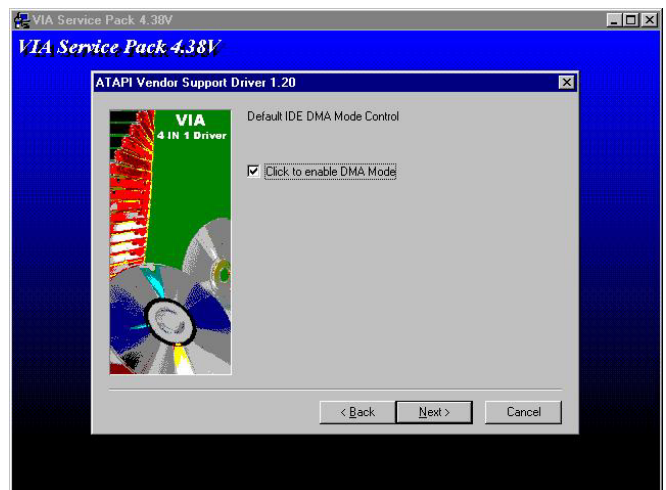 VIA Service Pack 4.38V
VIA Service Pack 4.38V
ATAPI Vendor Support Driver 1.20
VIA
4 IN 1 Driver
Default IDE DMA Mode Control
Click to enable DMA Mode
< Back
Next >
Cancel